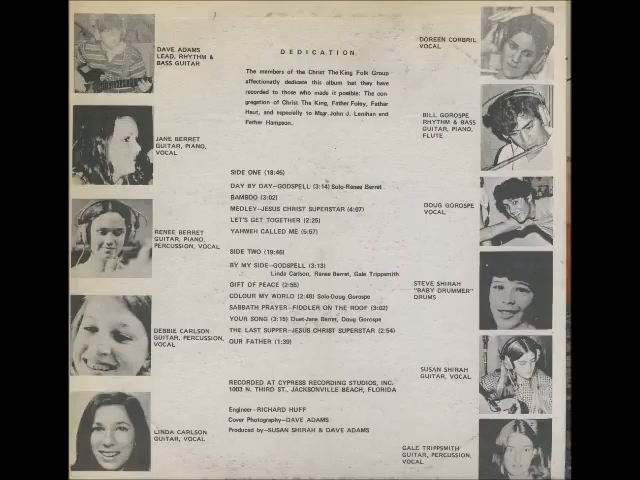 DAVE ADAMS
LEAD, RHYTHM &
BASS GUITAR
JANE BERRET
GUITAR, PIANO,
VOCAL
RENEE BERRET
GUITAR, PIANO,
PERCUSSION, VOCAL
DEBBIE CARLSON
GUITAR, PERCUSSION,
VOCAL
LINDA CARLSON
GUITAR, VOCAL
DEDICATION
The members of the Christ The King Folk Group
affectionately dedicate this album that they have
recorded to those who made it possible: The con-
gregation of Christ The King, Father Foley, Father
Haut, and especially to Msgr. John J. Lenihan and
Father Hampson.
SIDE ONE (18:45)
DAY BY DAY—GODSPELL (3:14) Solo-Renee Berret
BAMBOO (3:02)
MEDLEY—JESUS CHRIST SUPERSTAR (4:07)
LET'S GET TOGETHER (2:25)
YAHWEH CALLED ME (5:57)
SIDE TWO (19:46)
BY MY SIDE—GODSPELL (3:13)
Linda Carlson, Renee Berret, Gale Trippsmith
GIFT OF PEACE (2:55)
COLOUR MY WORLD (2:48) Solo-Doug Gorospe
SABBATH PRAYER—FIDDLER ON THE ROOF (3:02)
YOUR SONG (3:15) Duet-Jane Berret, Doug Gorospe
THE LAST SUPPER—JESUS CHRIST SUPERSTAR (2:54)
OUR FATHER (1:39)
RECORDED AT CYPRESS RECORDING STUDIOS, INC.
1003 N. THIRD ST., JACKSONVILLE BEACH, FLORIDA
Engineer—RICHARD HUFF
Cover Photography—DAVE ADAMS
Produced by—SUSAN SHIRAH & DAVE ADAMS
DOREEN CORBRIL
VOCAL
BILL GOROSPE
RHYTHM & BASS
GUITAR, PIANO,
FLUTE
DOUG GOROSPE
VOCAL
STEVE SHIRAH
"BABY DRUMMER"
DRUMS
SUSAN SHIRAH
GUITAR, VOCAL
GALE TRIPPSMITH
GUITAR, PERCUSSION,
VOCAL